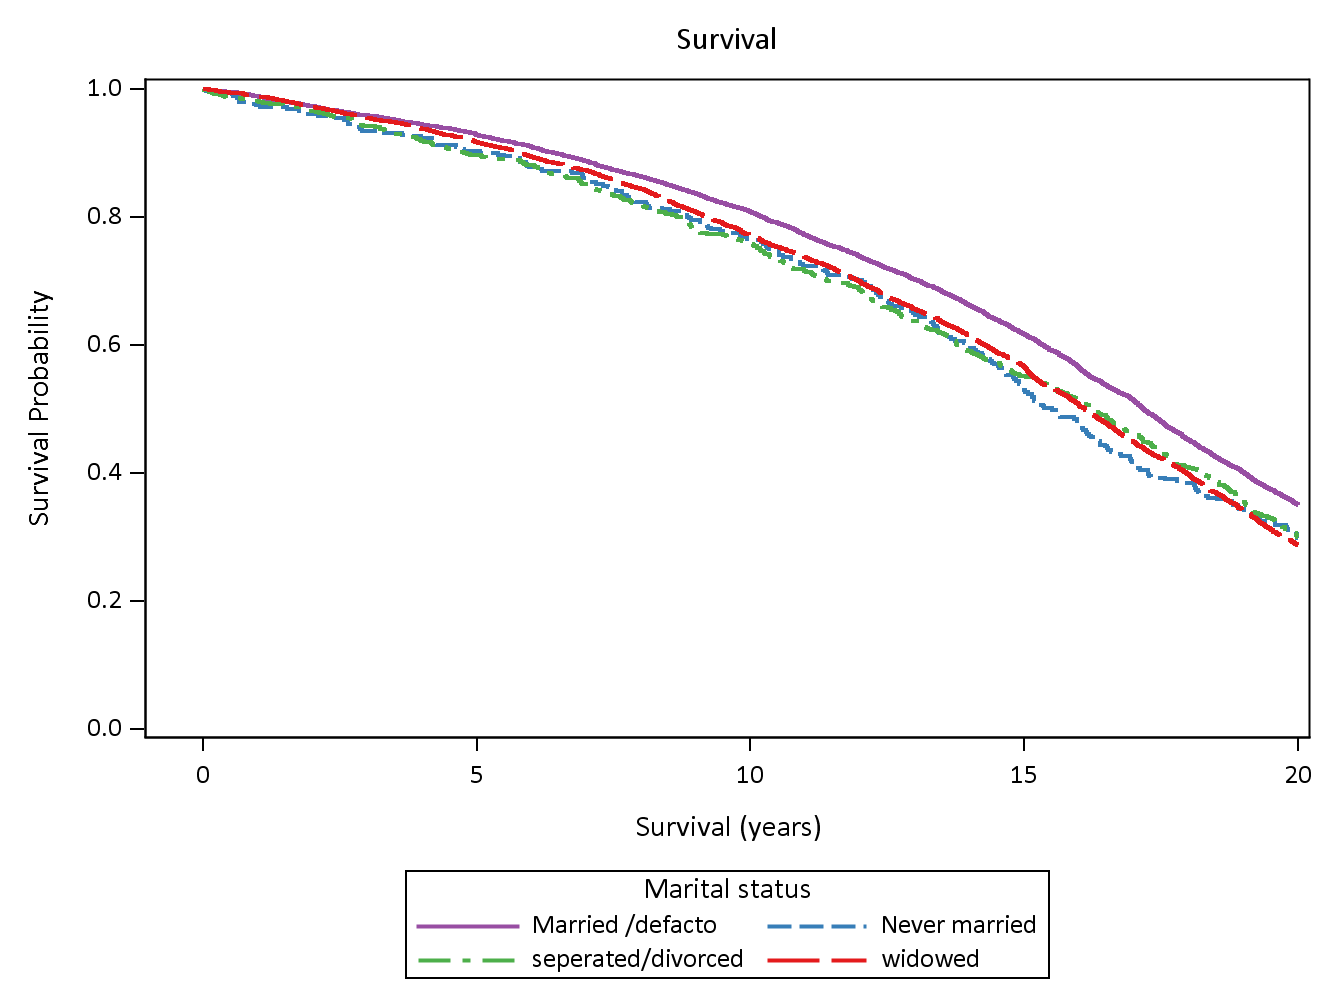 Survival
1.0
0.8
0.6
0.4
0.2
0.0
Survival Probability
0 5 10 15 20
Survival (years)
Marital status
Married /defacto Never married
seperated/divorced widowed